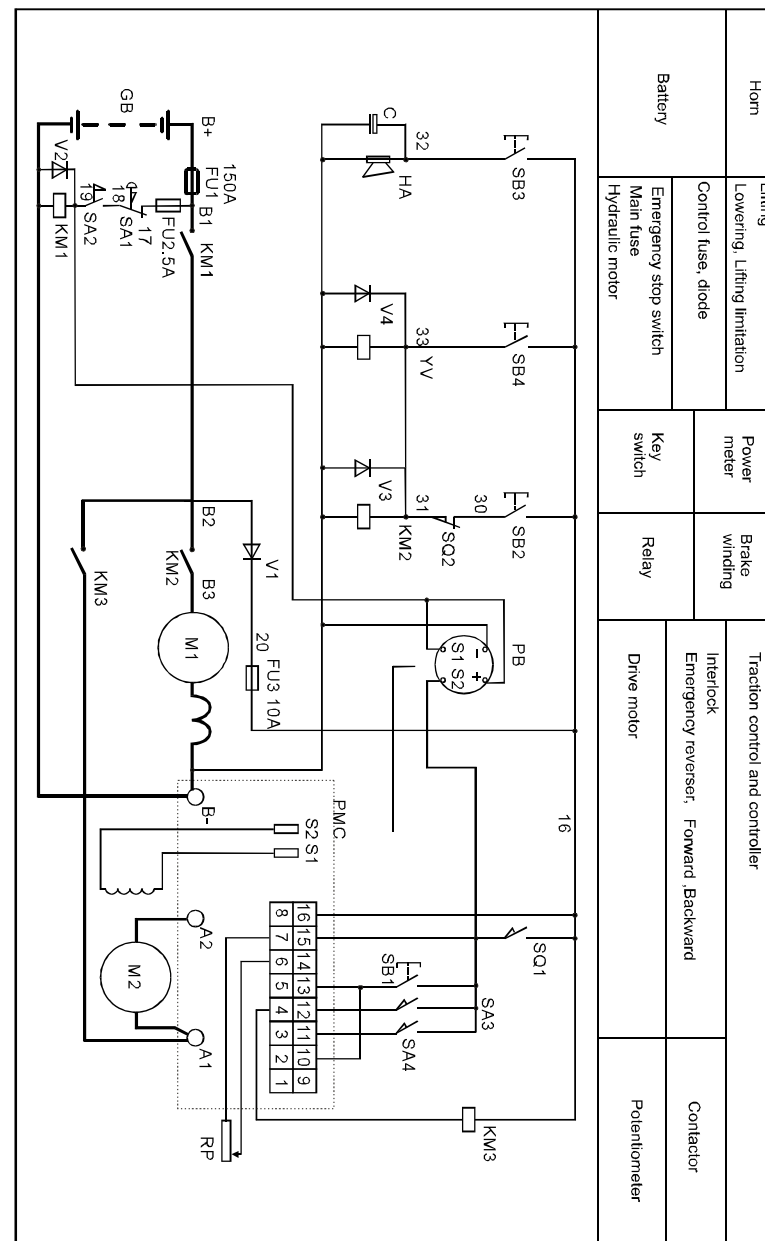 Horn
Lifting
Lowering, Lifting limitation
Power
meter
Brake
winding
Traction control and controller
Battery
Control fuse, diode
Emergency stop switch
Main fuse
Hydraulic motor
Key
switch
Relay
Interlock
Emergency reverser, Forward ,Backward
Drive motor
Contactor
Potentiometer
GB
B+
150A
FU1
B1
KM1
FU2.5A
17
SA1
18
SA2
19
V2
KM1
C
32
HA
SB3
V4
33
YV
SB4
V3
31
KM2
SQ2
30
SB2
B2
KM2
B3
KM3
V1
20
FU3 10A
M1
PB
S1
-
S2
+
16
B-
PMC
S2
S1
A2
M2
A1
8
16
7
15
6
14
5
13
4
12
3
11
2
10
1
9
SB1
SA3
SA4
SQ1
KM3
RP